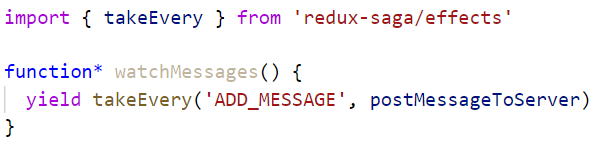 import { takeEvery } from 'redux-saga/effects'
function* watchMessages() {
yield takeEvery('ADD_MESSAGE', postMessageToServer)
}